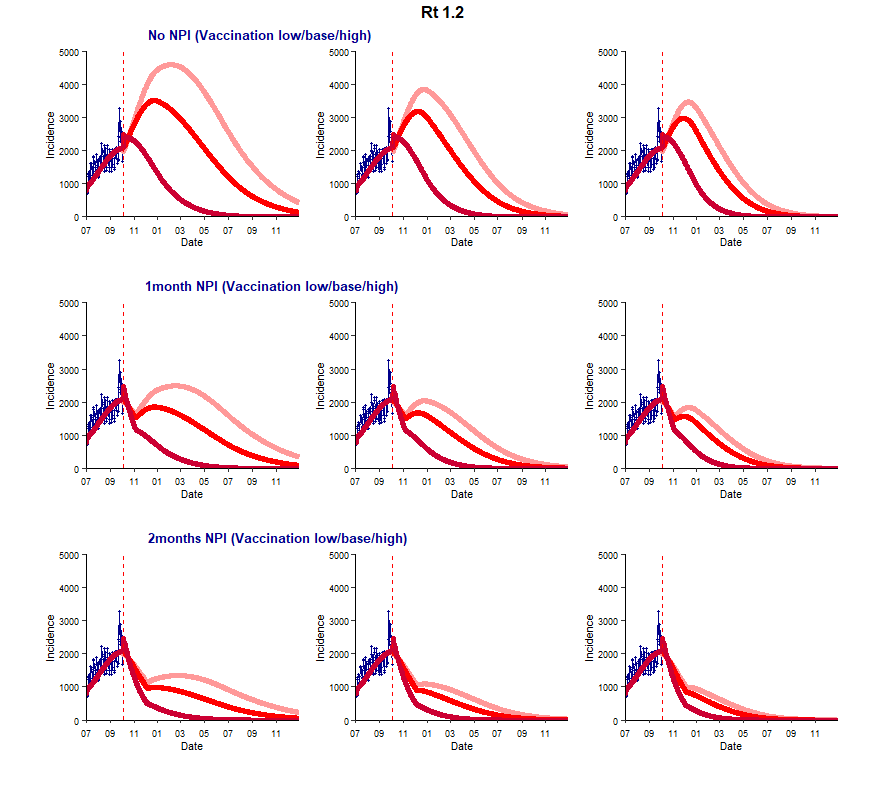 Rt 1.2
No NPI (Vaccination low/base/high)
5000 4000 3000 2000 1000 0
Incidence
07 09 11 01 03 05 07 09 11
Date
5000 4000 3000 2000 1000 0
Incidence
07 09 11 01 03 05 07 09 11
Date
5000 4000 3000 2000 1000 0
Incidence
07 09 11 01 03 05 07 09 11
Date
1month NPI (Vaccination low/base/high)
5000 4000 3000 2000 1000 0
Incidence
07 09 11 01 03 05 07 09 11
Date
5000 4000 3000 2000 1000 0
Incidence
07 09 11 01 03 05 07 09 11
Date
5000 4000 3000 2000 1000 0
Incidence
07 09 11 01 03 05 07 09 11
Date
2months NPI (Vaccination low/base/high)
5000 4000 3000 2000 1000 0
Incidence
07 09 11 01 03 05 07 09 11
Date
5000 4000 3000 2000 1000 0
Incidence
07 09 11 01 03 05 07 09 11
Date
5000 4000 3000 2000 1000 0
Incidence
07 09 11 01 03 05 07 09 11
Date